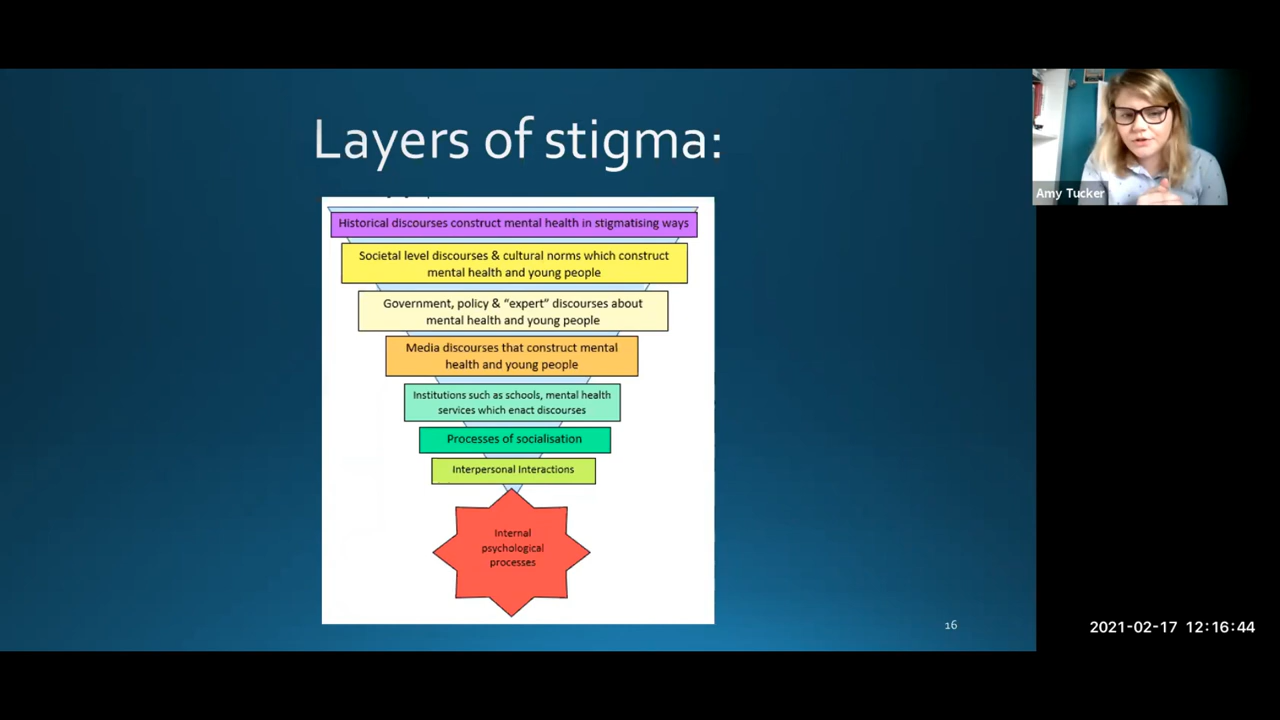 Layers of stigma:
Historical discourses construct mental health in stigmatising ways
Societal level discourses & cultural norms which construct
mental health and young people
Government, policy & “expert” discourses about
mental health and young people
Media discourses that construct mental
health and young people
Institutions such as schools, mental health
services which enact discourses
Processes of socialisation
Interpersonal Interactions
Internal
psychological
processes
16
Amy Tucker
2021-02-17 12:16:44